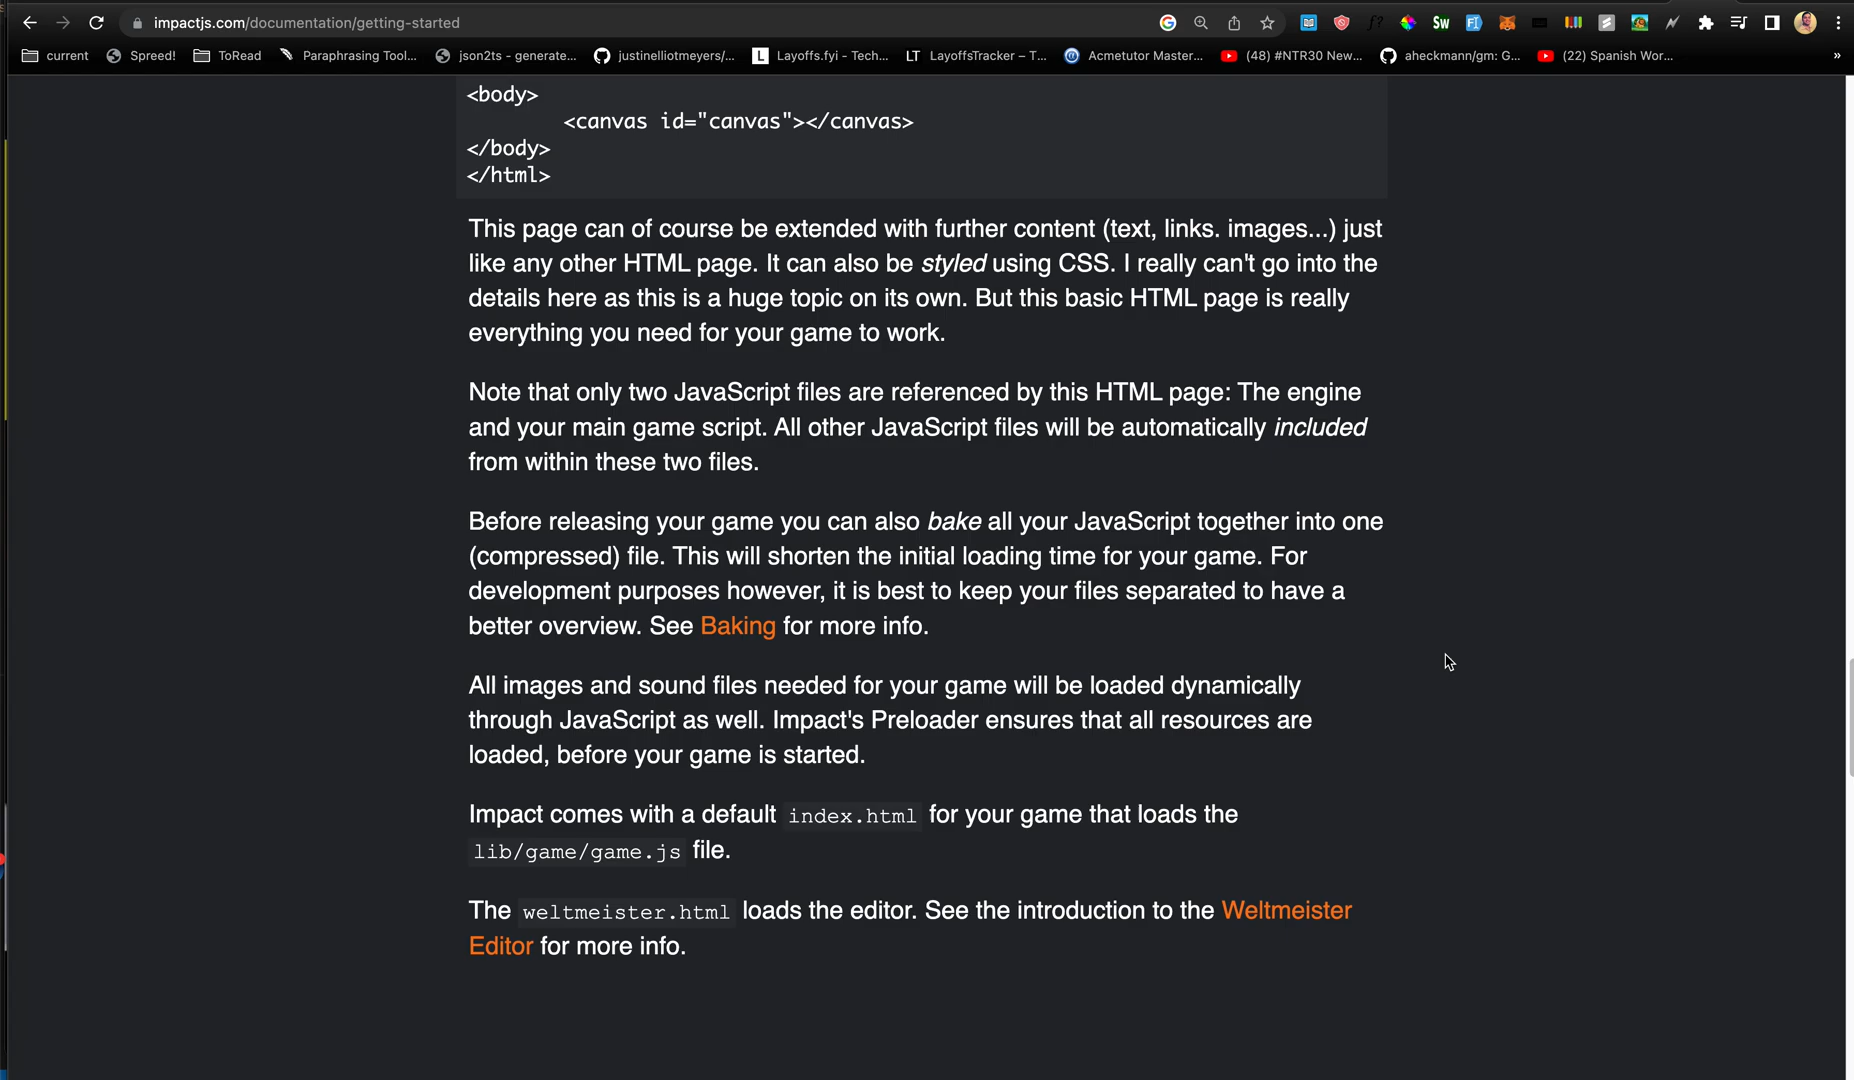 impactjs.com/documentation/getting-started
current
Spreed!
ToRead
Paraphrasing Tool...
json2ts - generate...
justinelliotmeyers/...
L Layoffs.fyi - Tech...
LT LayoffsTracker – T...
Acmetutor Master...
(48) #NTR30 New...
aheckmann/gm: G...
(22) Spanish Wor...
»
<body>
<canvas id="canvas"></canvas>
</body>
</html>
This page can of course be extended with further content (text, links. images...) just
like any other HTML page. It can also be styled using CSS. I really can't go into the
details here as this is a huge topic on its own. But this basic HTML page is really
everything you need for your game to work.
Note that only two JavaScript files are referenced by this HTML page: The engine
and your main game script. All other JavaScript files will be automatically included
from within these two files.
Before releasing your game you can also bake all your JavaScript together into one
(compressed) file. This will shorten the initial loading time for your game. For
development purposes however, it is best to keep your files separated to have a
better overview. See Baking for more info.
All images and sound files needed for your game will be loaded dynamically
through JavaScript as well. Impact's Preloader ensures that all resources are
loaded, before your game is started.
Impact comes with a default index.html for your game that loads the
lib/game/game.js file.
The weltmeister.html loads the editor. See the introduction to the Weltmeister
Editor for more info.